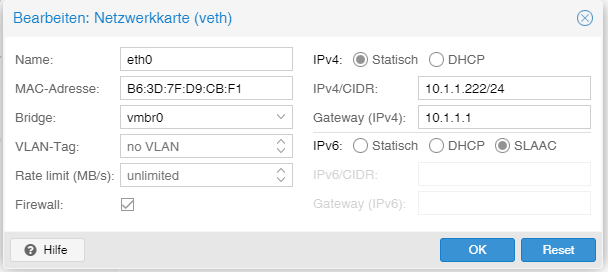 Bearbeiten: Netzwerkkarte (veth)
Name: eth0
MAC-Adresse: B6:3D:7F:D9:CB:F1
Bridge: vmbr0
VLAN-Tag: no VLAN
Rate limit (MB/s): unlimited
Firewall:
IPv4: Statisch DHCP
IPv4/CIDR: 10.1.1.222/24
Gateway (IPv4): 10.1.1.1
IPv6: Statisch DHCP SLAAC
IPv6/CIDR:
Gateway (IPv6):
? Hilfe
OK Reset